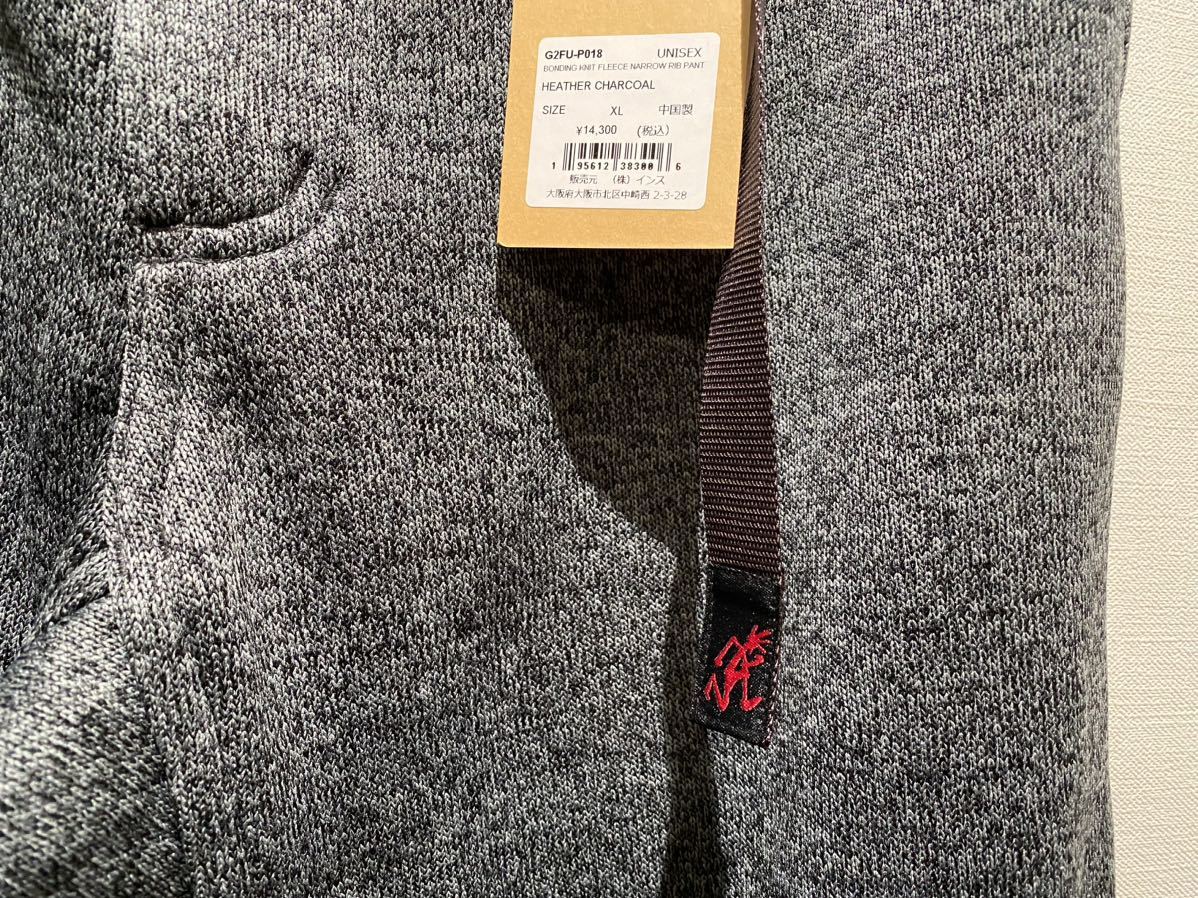 G2FU-P018 UNISEX
BONDING KNIT FLEECE NARROW RIB PANT
HEATHER CHARCOAL
SIZE XL 中国製
¥14,300 (税込)
1 95612 38300 6
販売元 (株)インス
大阪府大阪市北区中崎西 2-3-28